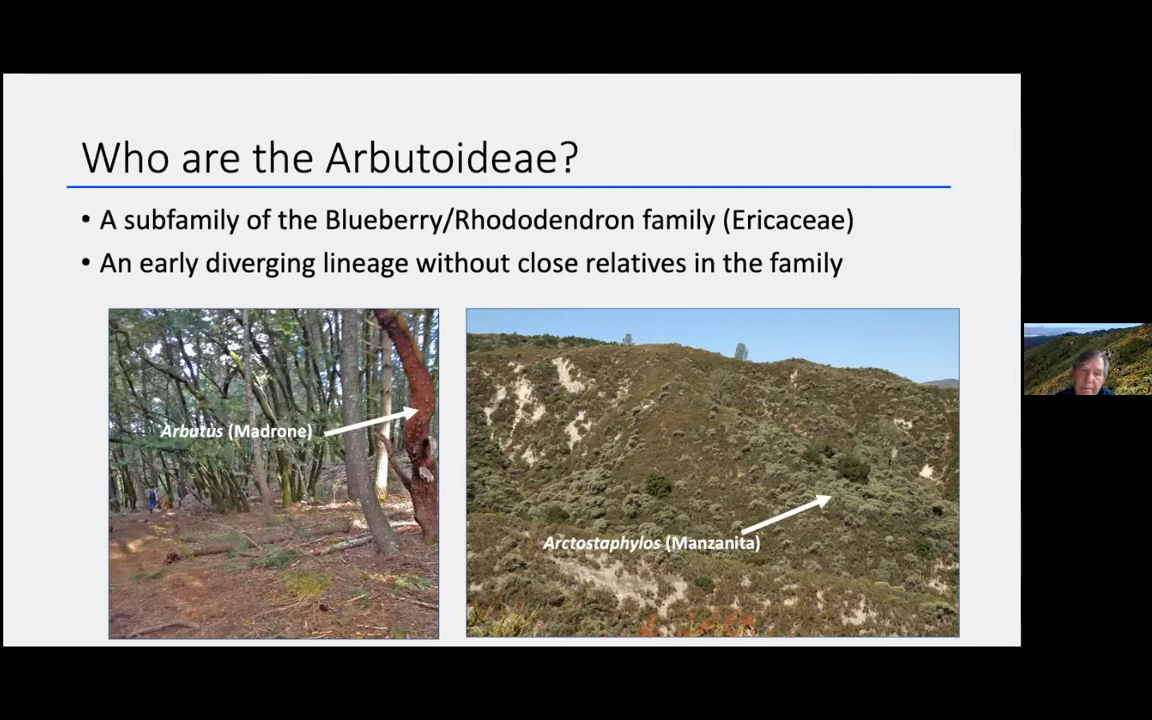 Who are the Arbutoideae?
• A subfamily of the Blueberry/Rhododendron family (Ericaceae)
• An early diverging lineage without close relatives in the family
Arbutus (Madrone)
Arctostaphylos (Manzanita)